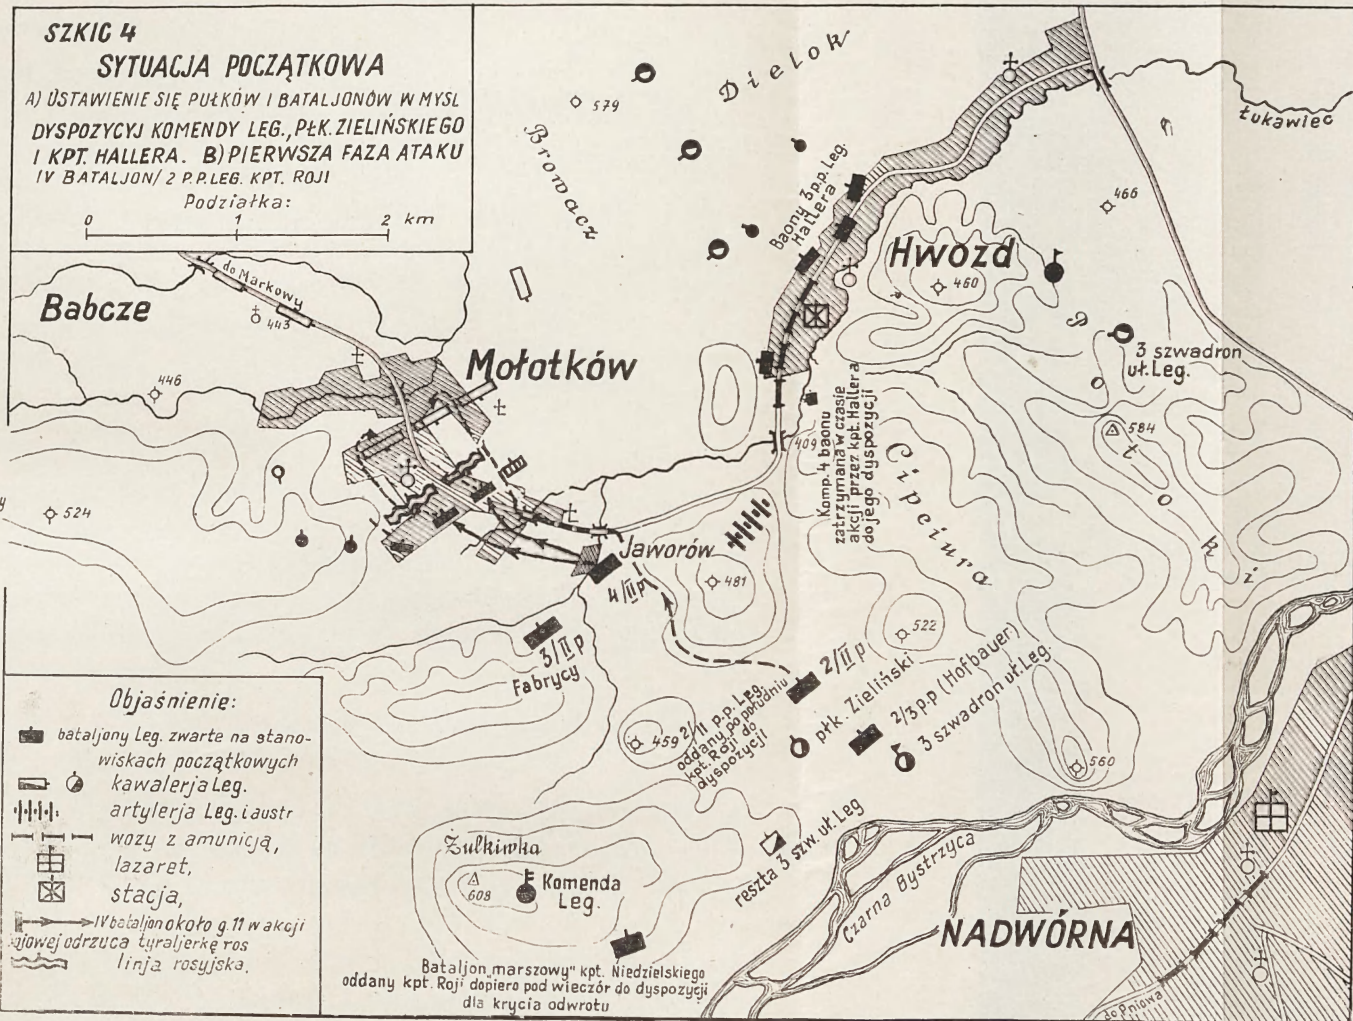 SZKIC 4
SYTUACJA POCZĄTKOWA
A) USTAWIENIE SIĘ PUŁKÓW I BATALJONÓW W MYSL
DYSPOZYCYJ KOMENDY LEG., PŁK. ZIELIŃSKIEGO
I KPT. HALLERA. B) PIERWSZA FAZA ATAKU
IV BATALJON/2 P.P. LEG. KPT. ROJI
Podziałka:
0 1 2 km
579
Browacz
Dielok
Łukawiec
466
Baony 3 p.p. Leg.
Hallera
Hwozd
460
do Markowy
Babcze
443
446
Mołotków
3 szwadron
uł. Leg.
584
409
Komp. 4 baonu
zatrzymana w czasie
akcji przez kpt. Hallera
do jego dyspozycji
Cipciura
524
Jaworów
4/II p
481
3/II p
Fabrycy
522
2/II p
płk. Zieliński
2/3 p.p (Hofbauer)
3 szwadron uł. Leg.
459
2/II p.p. Leg.
oddany po południu
kpt. Roji do
dyspozycji
560
reszta 3 szw. uł. Leg
Czarna Bystrzyca
NADWÓRNA
do Pniowa
Żulkiwka
608
Komenda
Leg.
Bataljon „marszowy" kpt. Niedzielskiego
oddany kpt. Roji dopiero pod wieczór do dyspozycji
dla krycia odwrotu
Objaśnienie:
bataljony Leg. zwarte na stano-
wiskach początkowych
kawalerja Leg.
artylerja Leg. i austr
wozy z amunicją,
lazaret,
stacja,
IV bataljon około g. 11 w akcji
ojowej odrzuca tyraljerkę ros
linja rosyjska.